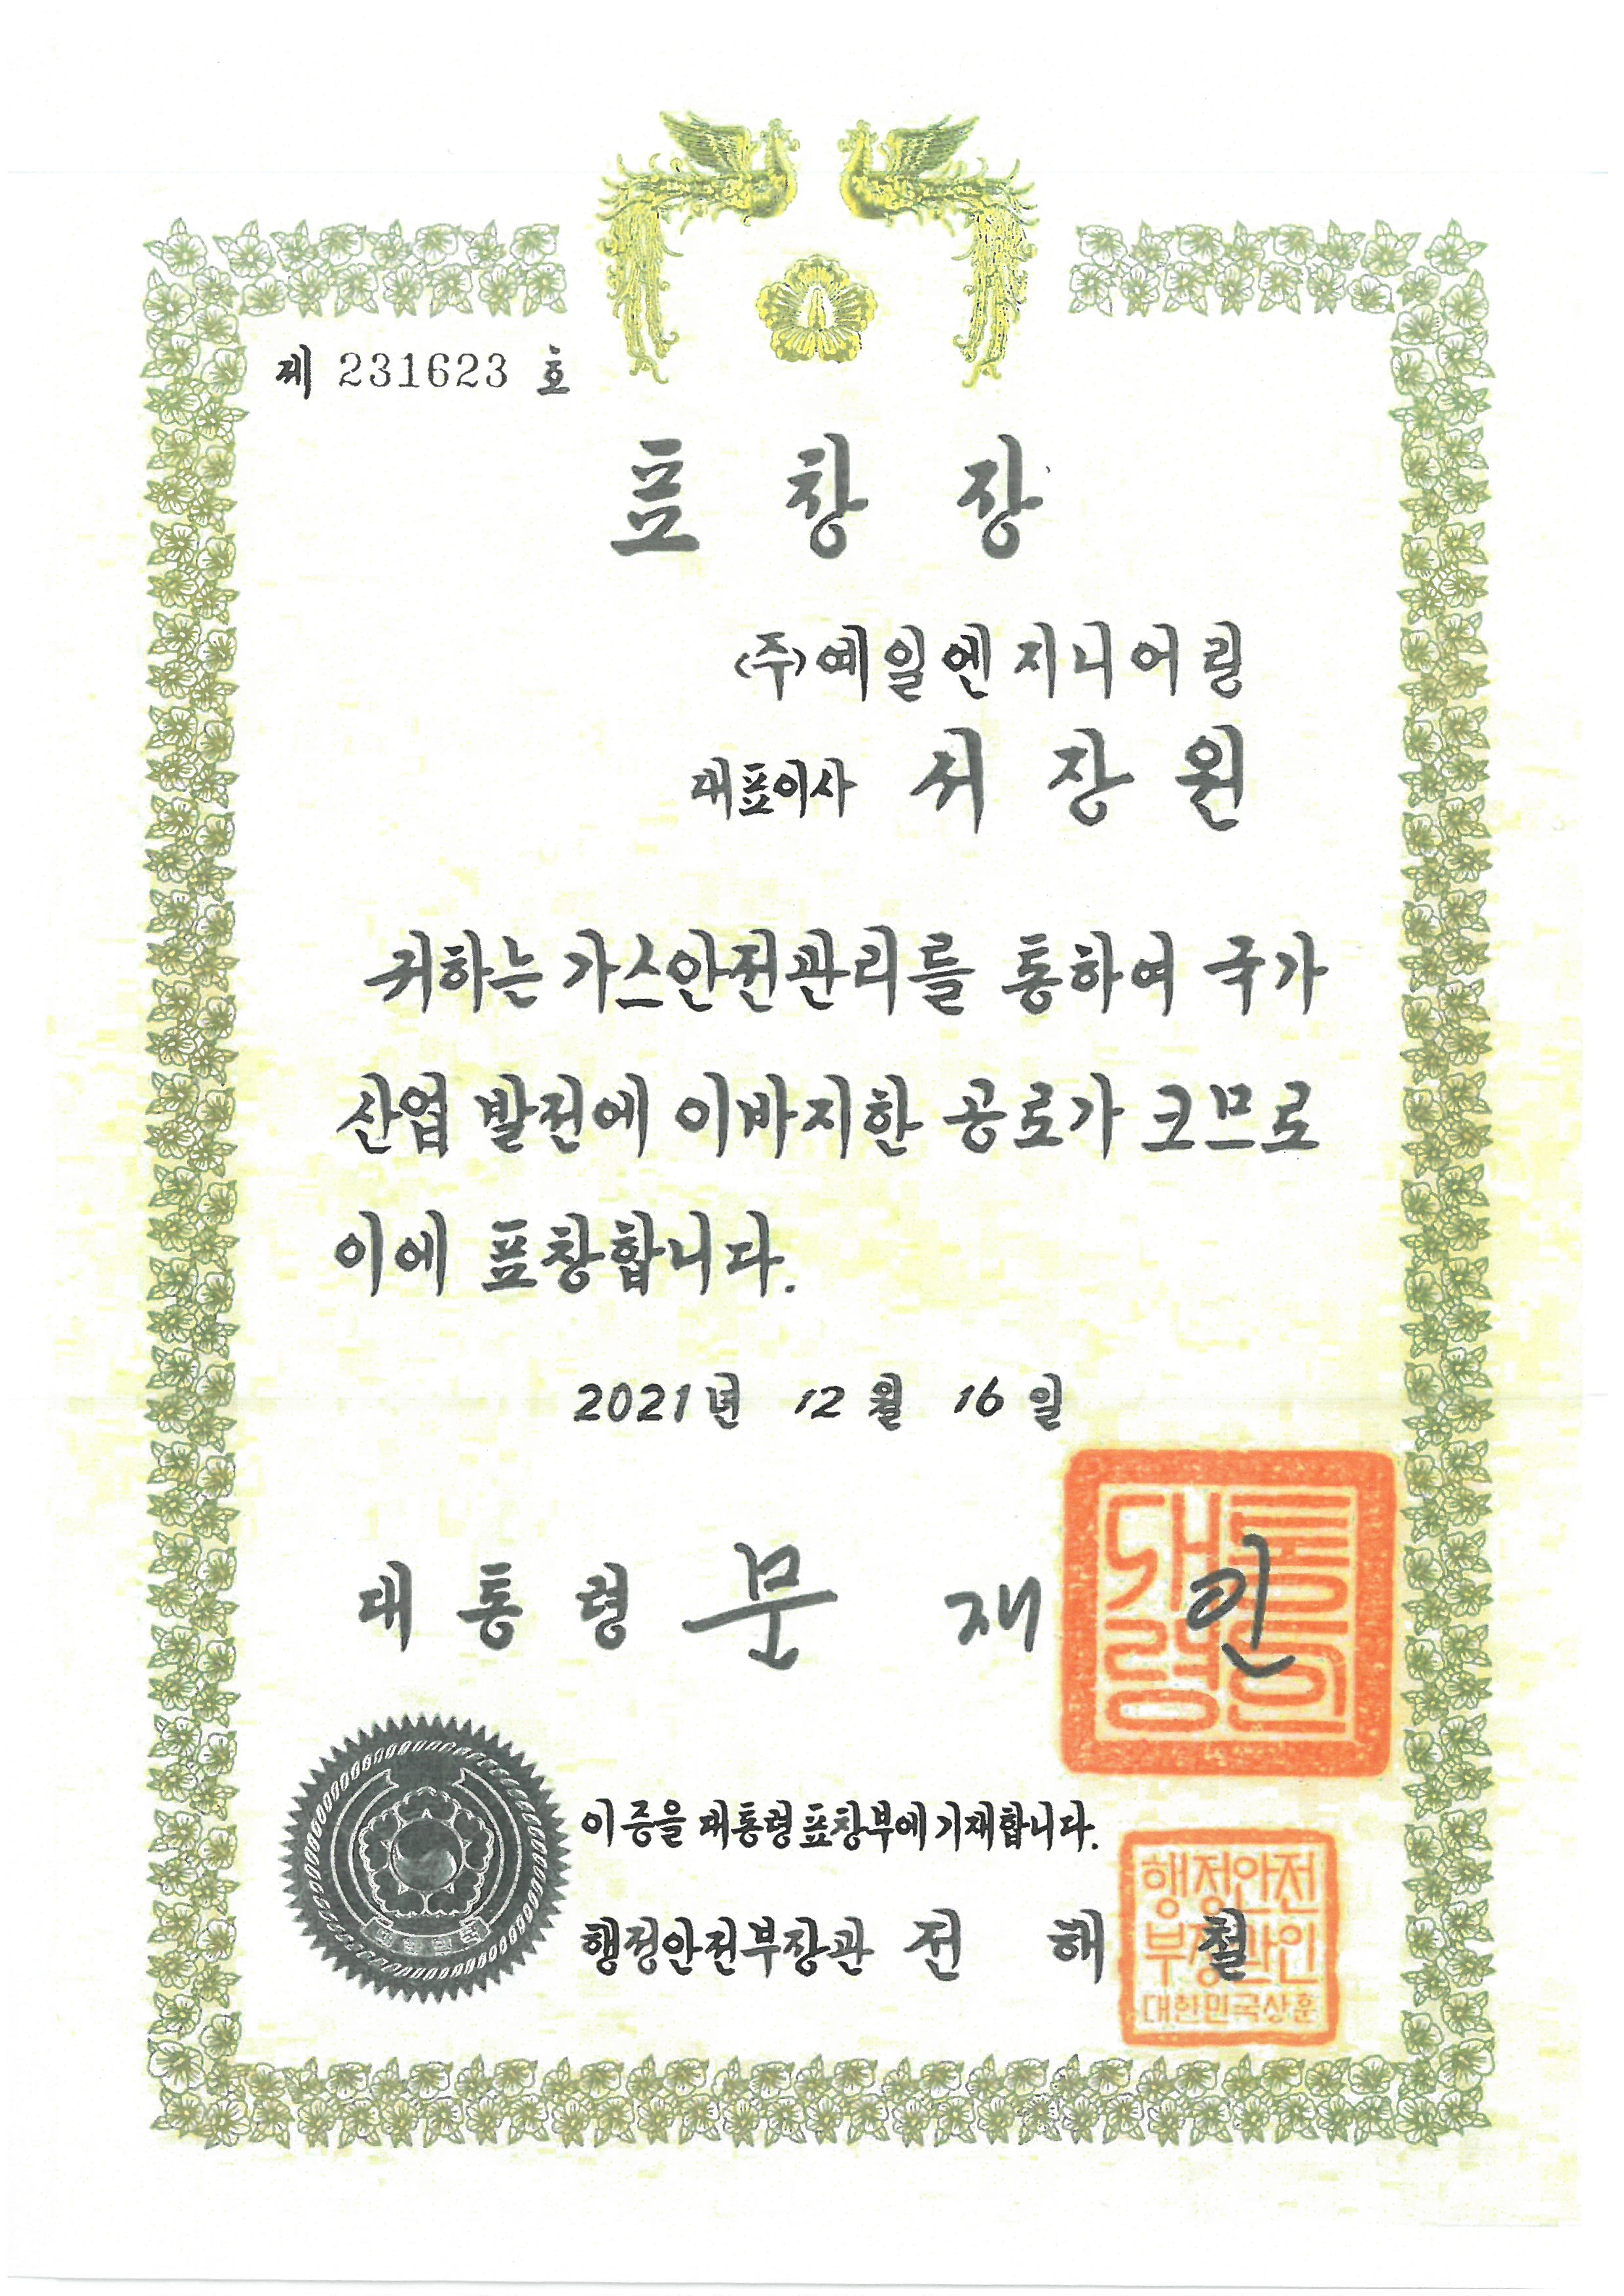 제 231623 호
표 창 장
(주)예일엔지니어링
대표이사 서 장 원
귀하는 가스안전관리를 통하여 국가
산업 발전에 이바지한 공로가 크므로
이에 표창합니다.
2021년 12월 16일
대통령 문 재 인
대통령인
이 증을 대통령표창부에 기재합니다.
행정안전부장관 전 해 철
행정안전
부장관인
대한민국상훈
대한민국